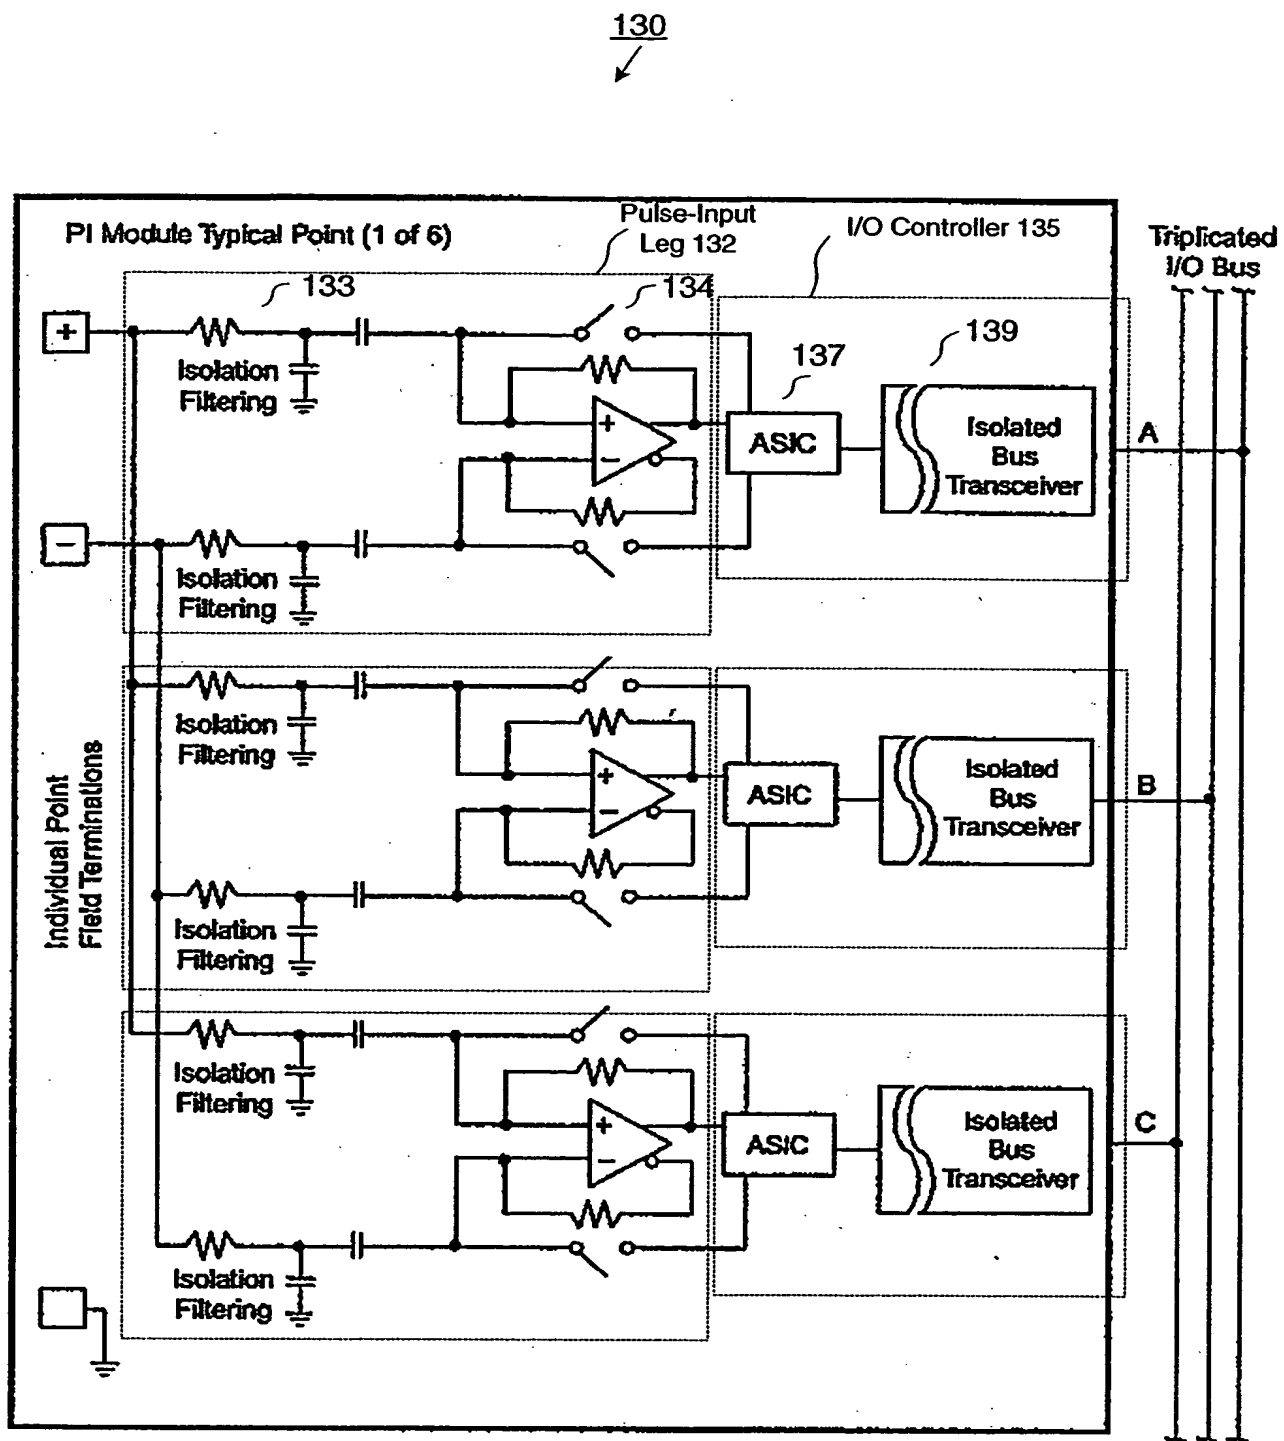 130
PI Module Typical Point (1 of 6)
Pulse-Input
Leg 132
I/O Controller 135
Triplicated
I/O Bus
133
134
+
Isolation
Filtering
137
139
+
−
ASIC
Isolated
Bus
Transceiver
A
−
Isolation
Filtering
Isolation
Filtering
+
−
ASIC
Isolated
Bus
Transceiver
B
Individual Point
Field Terminations
Isolation
Filtering
Isolation
Filtering
+
−
ASIC
Isolated
Bus
Transceiver
C
Isolation
Filtering